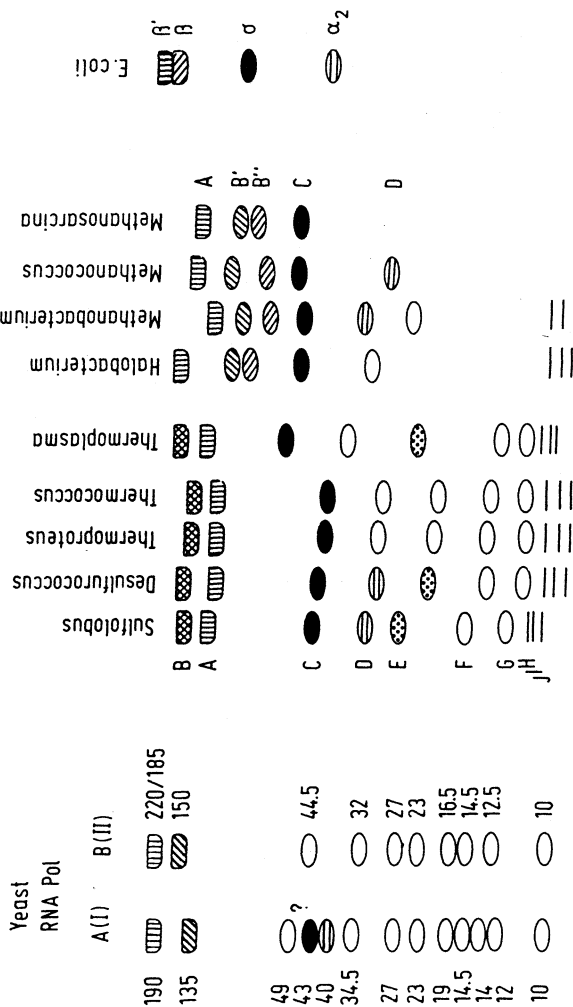 Yeast
RNA Pol
A(I) B(II)
190
135
49
43
40
34.5
27
23
19
14.5
14
12
10
?
220/185
150
44.5
32
27
23
16.5
14.5
12.5
10
Sulfolobus
Desulfurococcus
Thermoproteus
Thermococcus
Thermoplasma
Halobacterium
Methanobacterium
Methanococcus
Methanosarcina
E.coli
B
A
C
D
E
F
G
H
I
J
A
B'
B''
C
D
β'
β
σ
α2